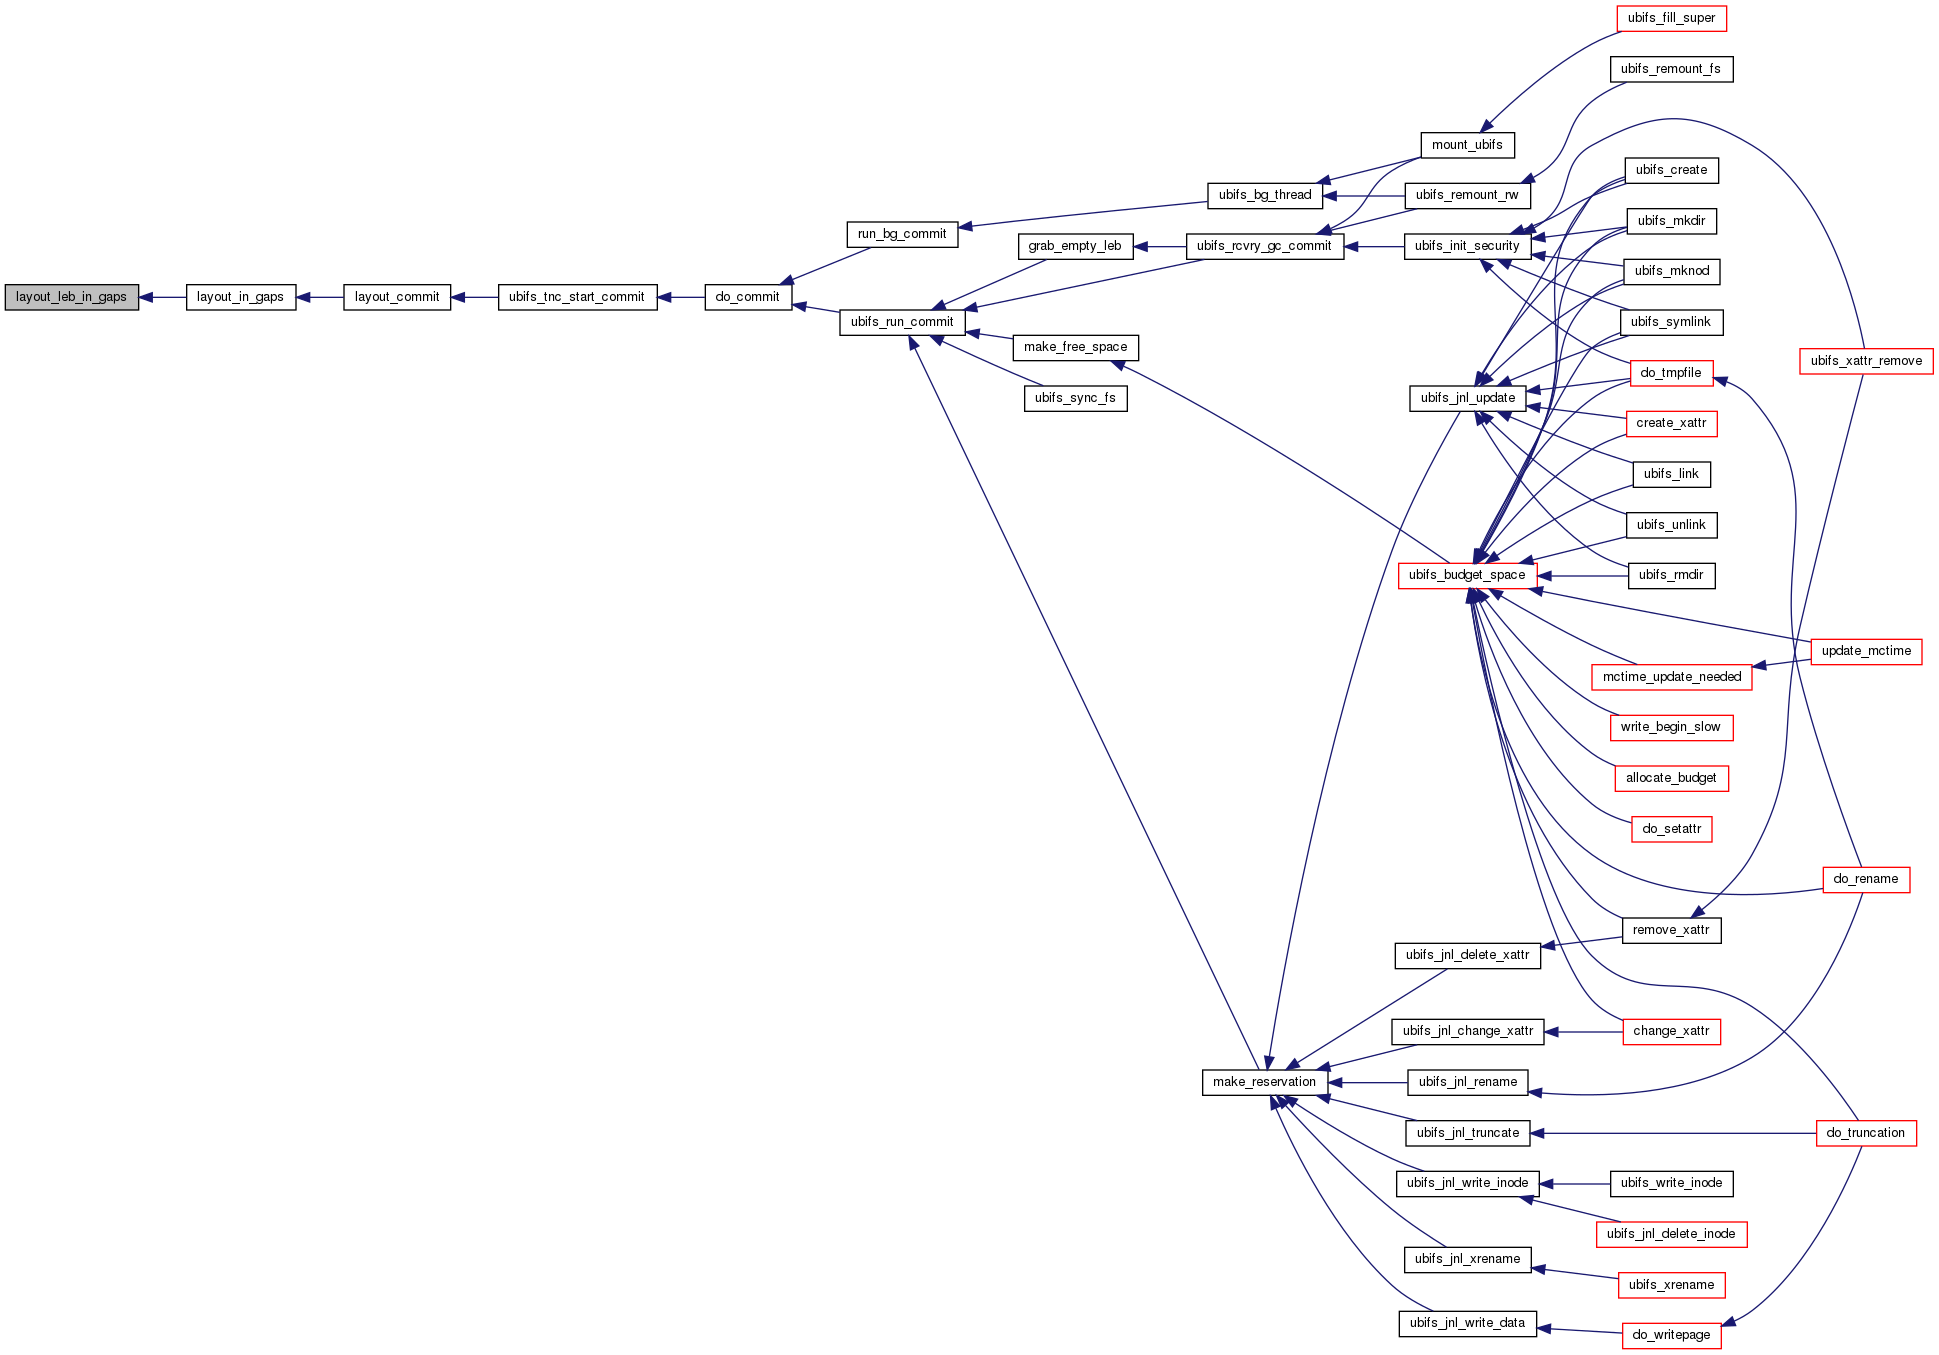 ubifs_fill_super
ubifs_remount_fs
mount_ubifs
ubifs_create
ubifs_bg_thread
ubifs_remount_rw
ubifs_mkdir
run_bg_commit
grab_empty_leb
ubifs_rcvry_gc_commit
ubifs_init_security
ubifs_mknod
layout_leb_in_gaps
layout_in_gaps
layout_commit
ubifs_tnc_start_commit
do_commit
ubifs_run_commit
ubifs_symlink
make_free_space
ubifs_xattr_remove
do_tmpfile
ubifs_sync_fs
ubifs_jnl_update
create_xattr
ubifs_link
ubifs_unlink
ubifs_budget_space
ubifs_rmdir
update_mctime
mctime_update_needed
write_begin_slow
allocate_budget
do_setattr
do_rename
remove_xattr
ubifs_jnl_delete_xattr
ubifs_jnl_change_xattr
change_xattr
make_reservation
ubifs_jnl_rename
ubifs_jnl_truncate
do_truncation
ubifs_jnl_write_inode
ubifs_write_inode
ubifs_jnl_delete_inode
ubifs_jnl_xrename
ubifs_xrename
ubifs_jnl_write_data
do_writepage